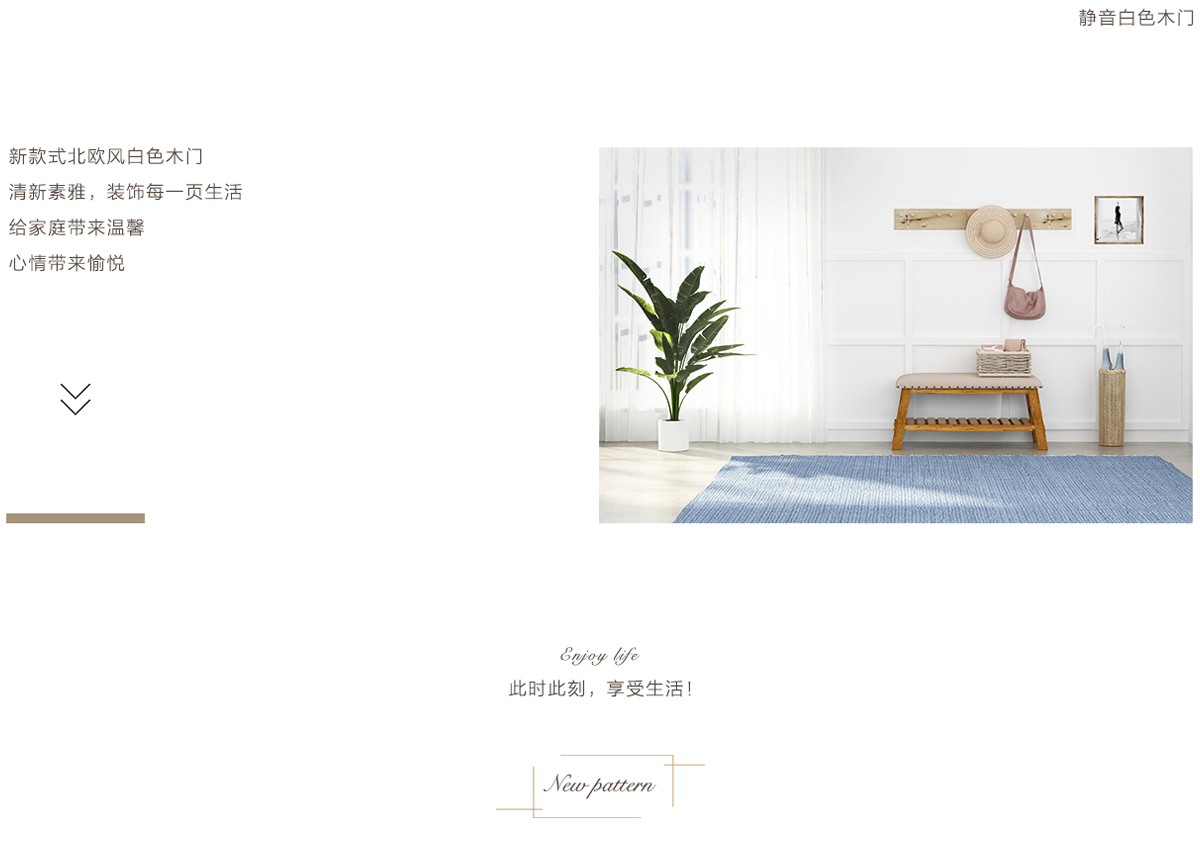 静音白色木门
新款式北欧风白色木门
清新素雅，装饰每一页生活
给家庭带来温馨
心情带来愉悦
Enjoy life
此时此刻，享受生活！
New pattern